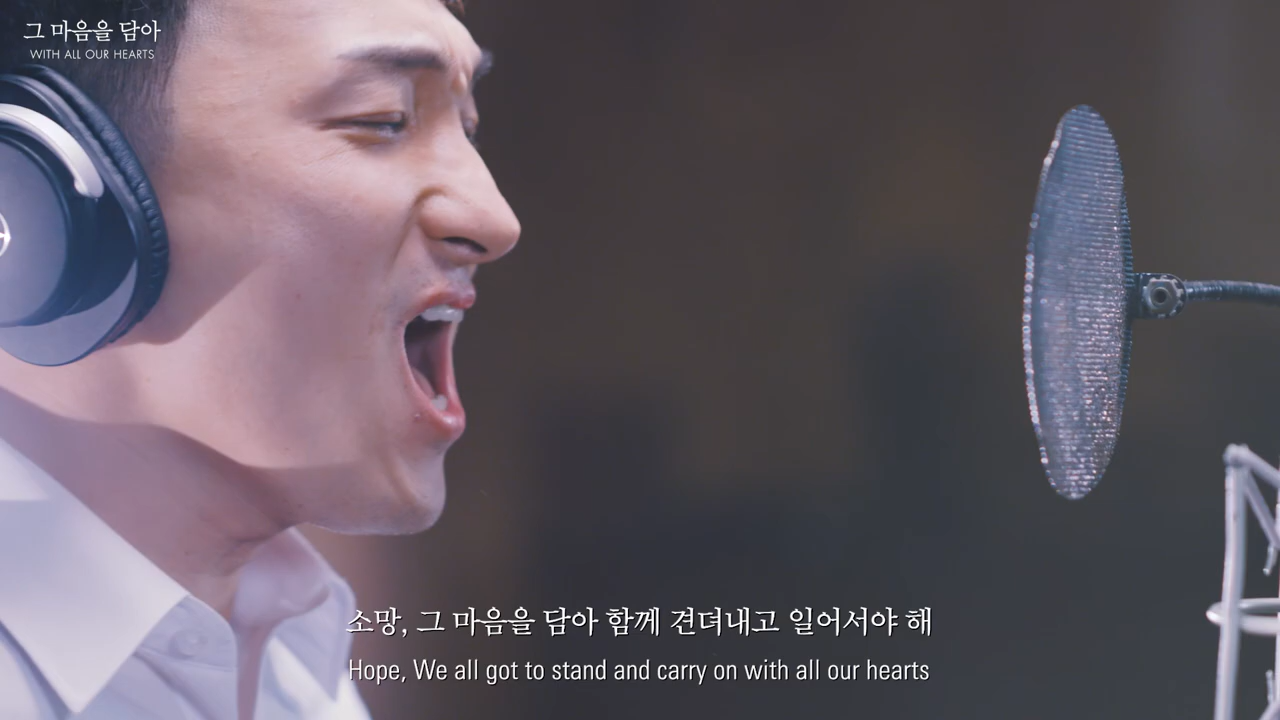 그 마음을 담아
WITH ALL OUR HEARTS
소망, 그 마음을 담아 함께 견뎌내고 일어서야 해
Hope, We all got to stand and carry on with all our hearts